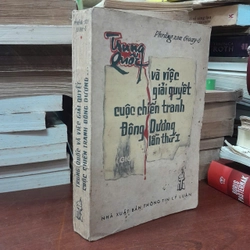 Trung Quốc
và việc
giải quyết
cuộc chiến tranh
Đông Dương
lần thứ I
NHÀ XUẤT BẢN THÔNG TIN LÝ LUẬN
TRUNG QUỐC VÀ VIỆC GIẢI QUYẾT
CUỘC CHIẾN TRANH ĐÔNG DƯƠNG